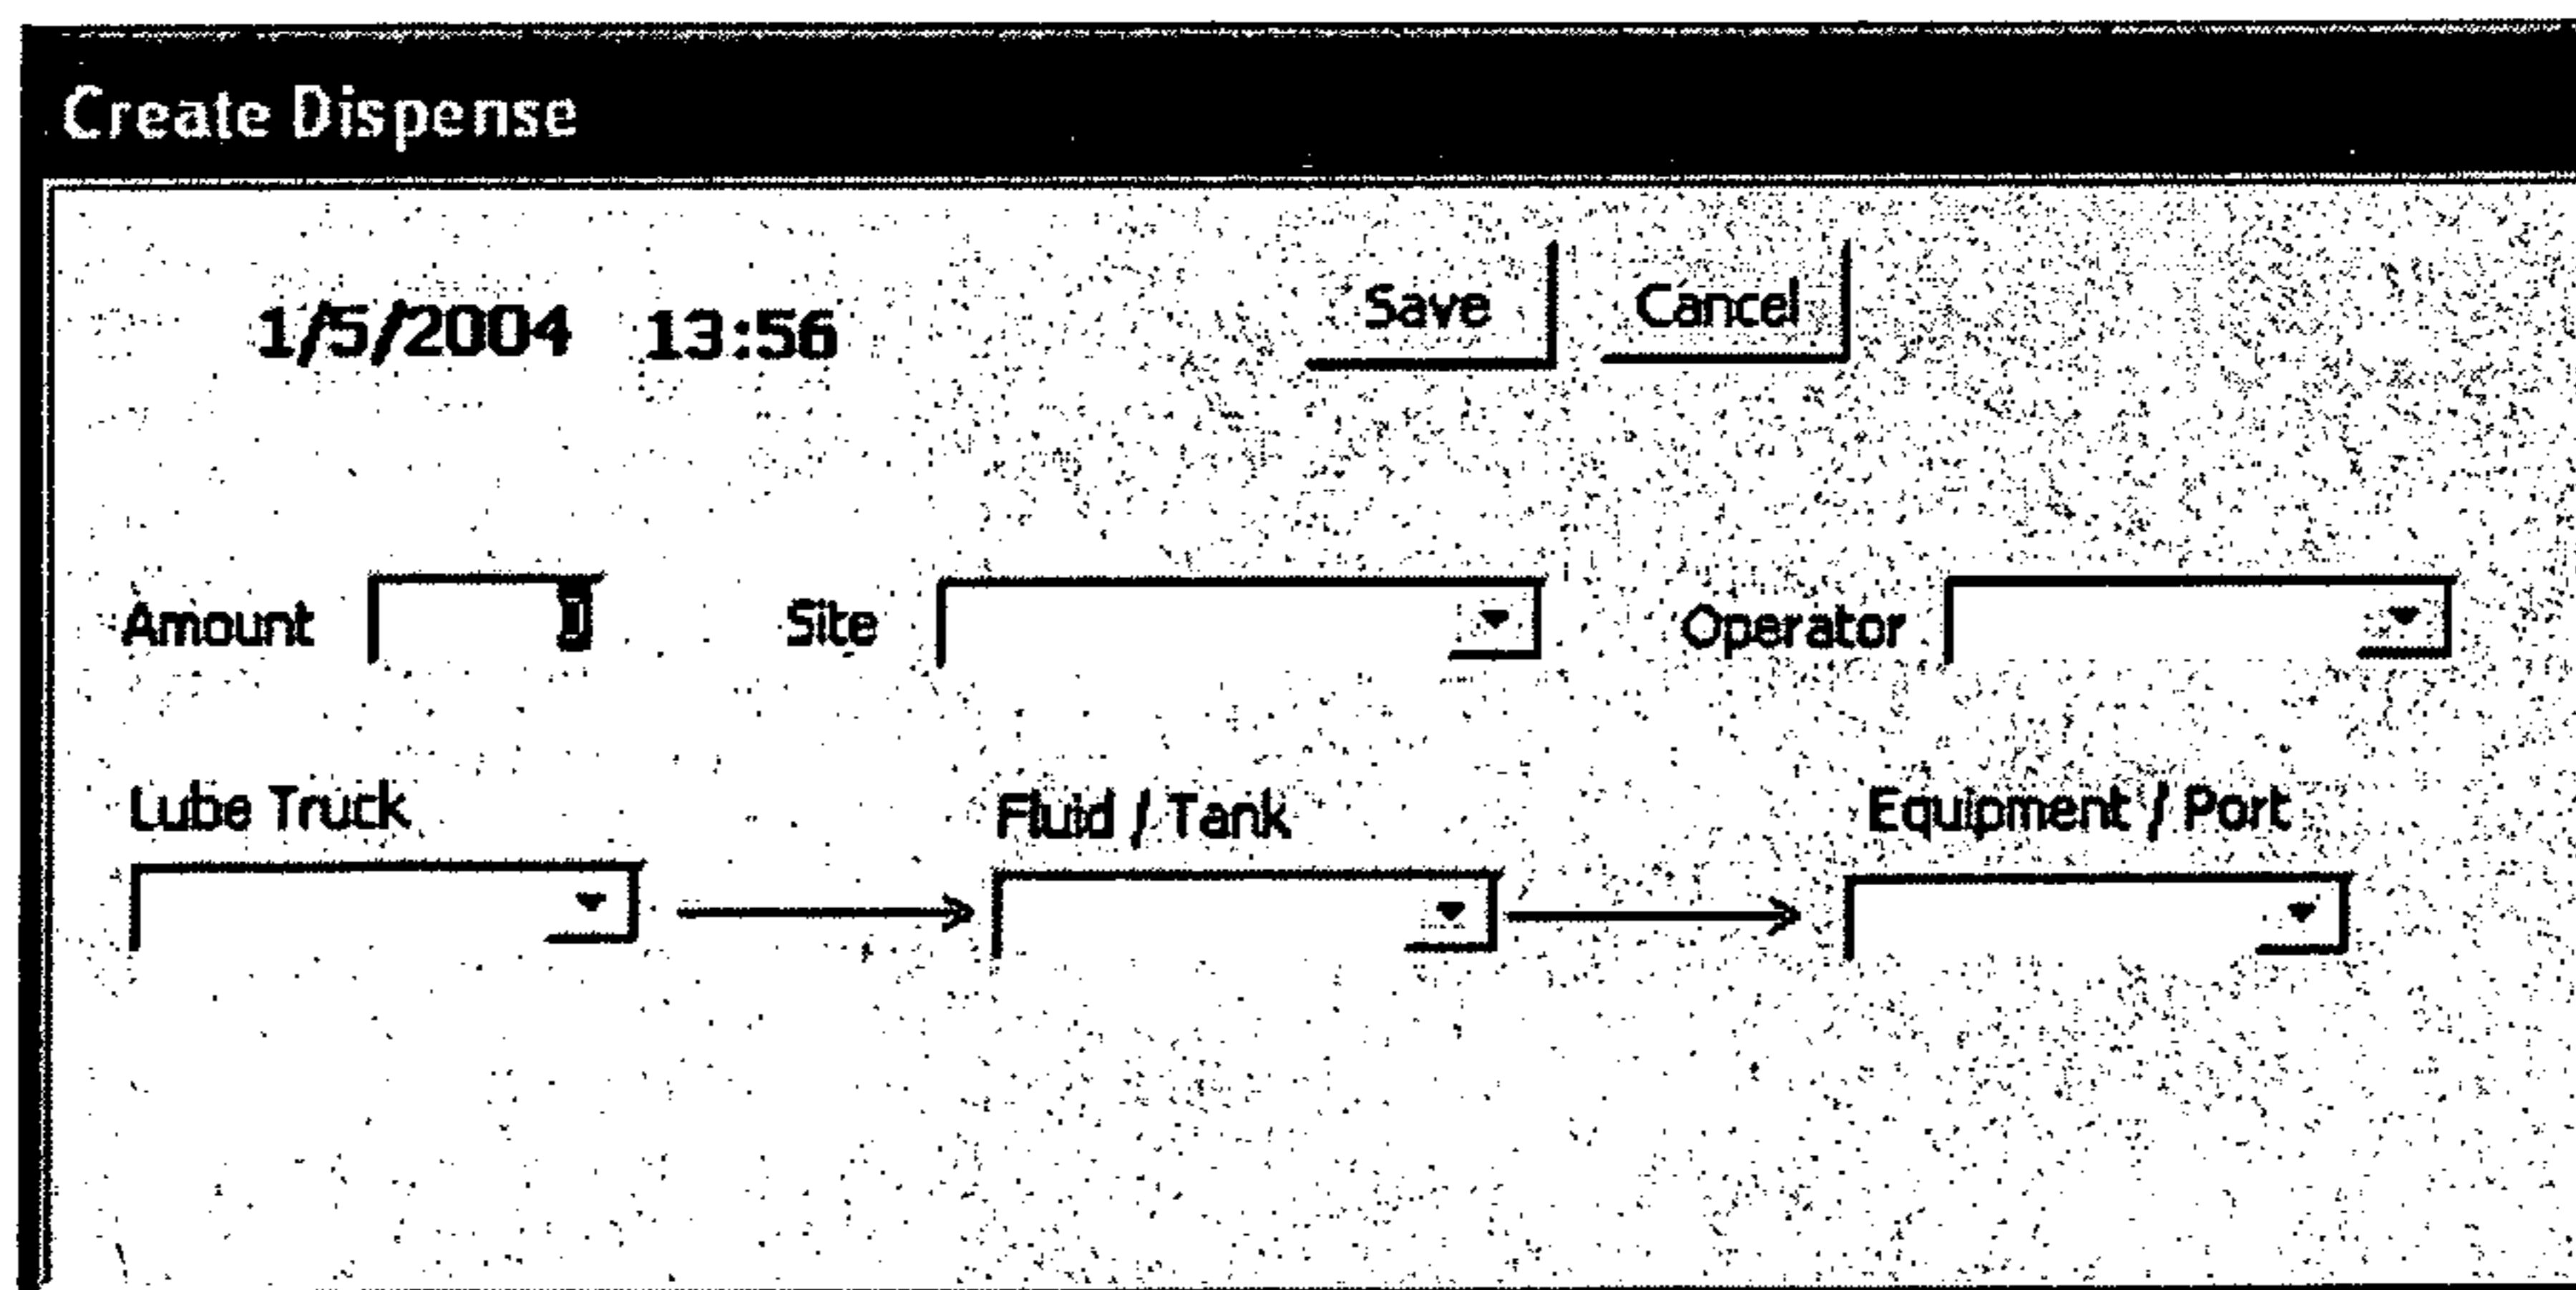 Create Dispense
1/5/2004 13:56 Save Cancel
Amount Site Operator
Lube Truck Fluid / Tank Equipment / Port